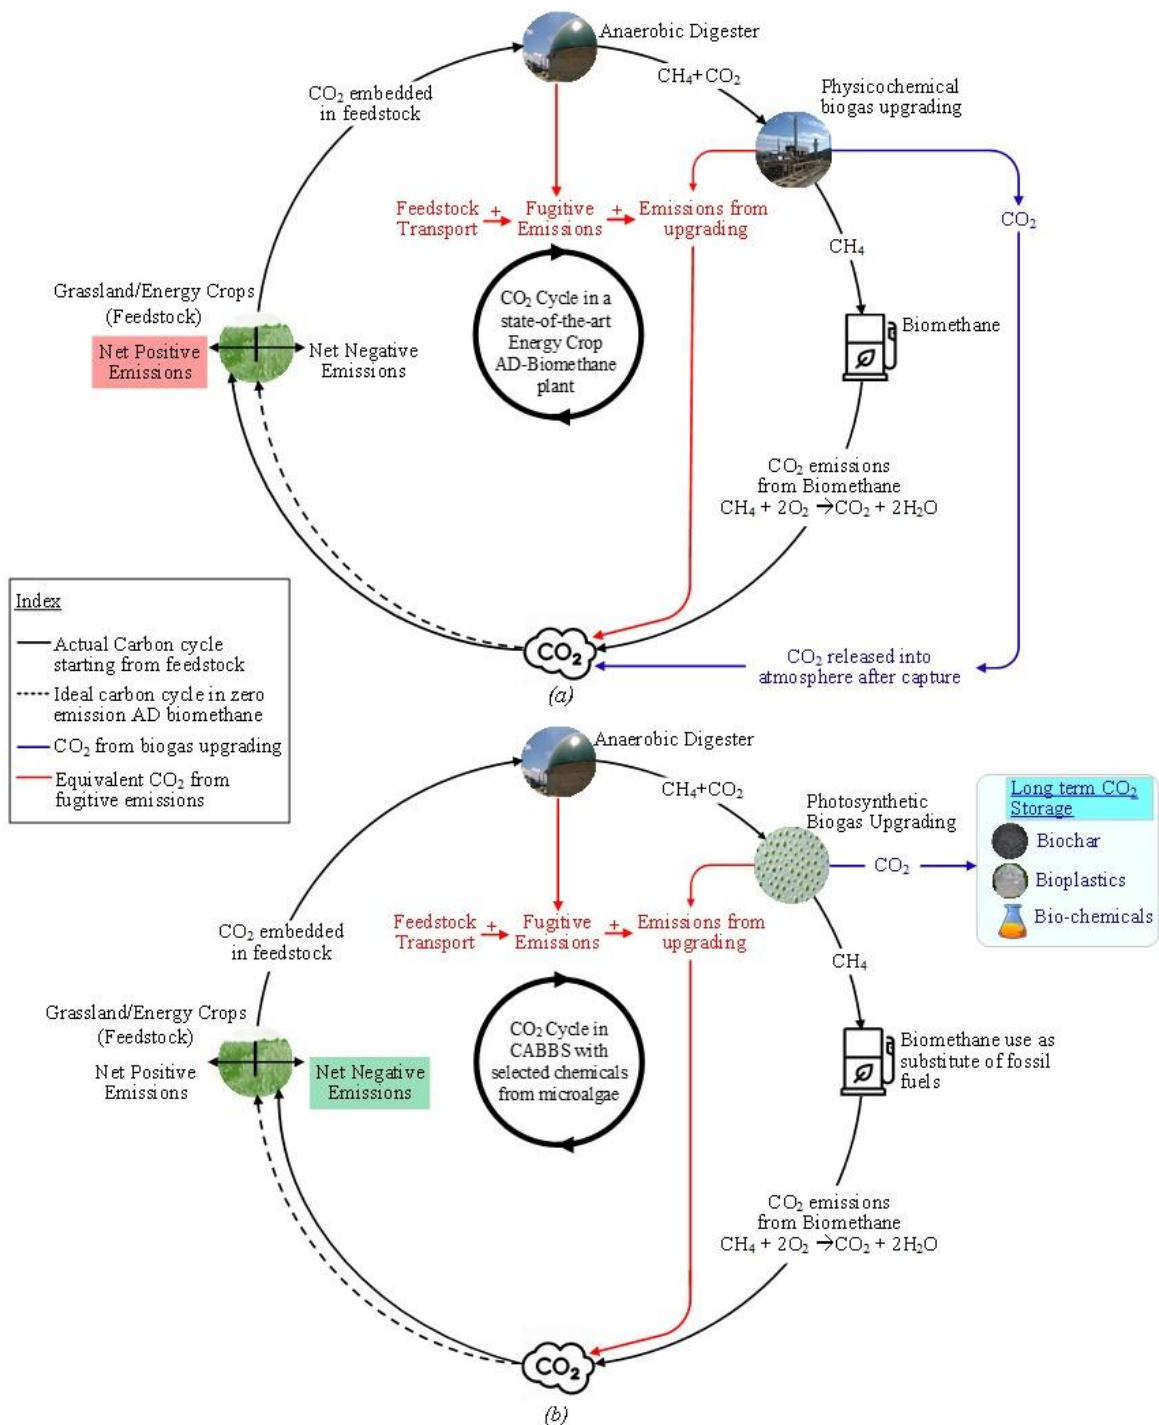 Anaerobic Digester
CH₄+CO₂
CO₂ embedded
in feedstock
Physicochemical
biogas upgrading
Feedstock
Transport
+
Fugitive
Emissions
+
Emissions from
upgrading
CO₂
CH₄
Grassland/Energy Crops
(Feedstock)
Net Positive
Emissions
Net Negative
Emissions
CO₂ Cycle in a
state-of-the-art
Energy Crop
AD-Biomethane
plant
Biomethane
CO₂ emissions
from Biomethane
CH₄ + 2O₂ →CO₂ + 2H₂O
CO₂
CO₂ released into
atmosphere after capture
(a)
Index
Actual Carbon cycle
starting from feedstock
Ideal carbon cycle in zero
emission AD biomethane
CO₂ from biogas upgrading
Equivalent CO₂ from
fugitive emissions
Anaerobic Digester
CH₄+CO₂
Photosynthetic
Biogas Upgrading
CO₂
Long term CO₂
Storage
Biochar
Bioplastics
Bio-chemicals
CO₂ embedded
in feedstock
Feedstock
Transport
+
Fugitive
Emissions
+
Emissions from
upgrading
CH₄
Grassland/Energy Crops
(Feedstock)
Net Positive
Emissions
Net Negative
Emissions
CO₂ Cycle in
CABBS with
selected chemicals
from microalgae
Biomethane use as
substitute of fossil
fuels
CO₂ emissions
from Biomethane
CH₄ + 2O₂ →CO₂ + 2H₂O
CO₂
(b)